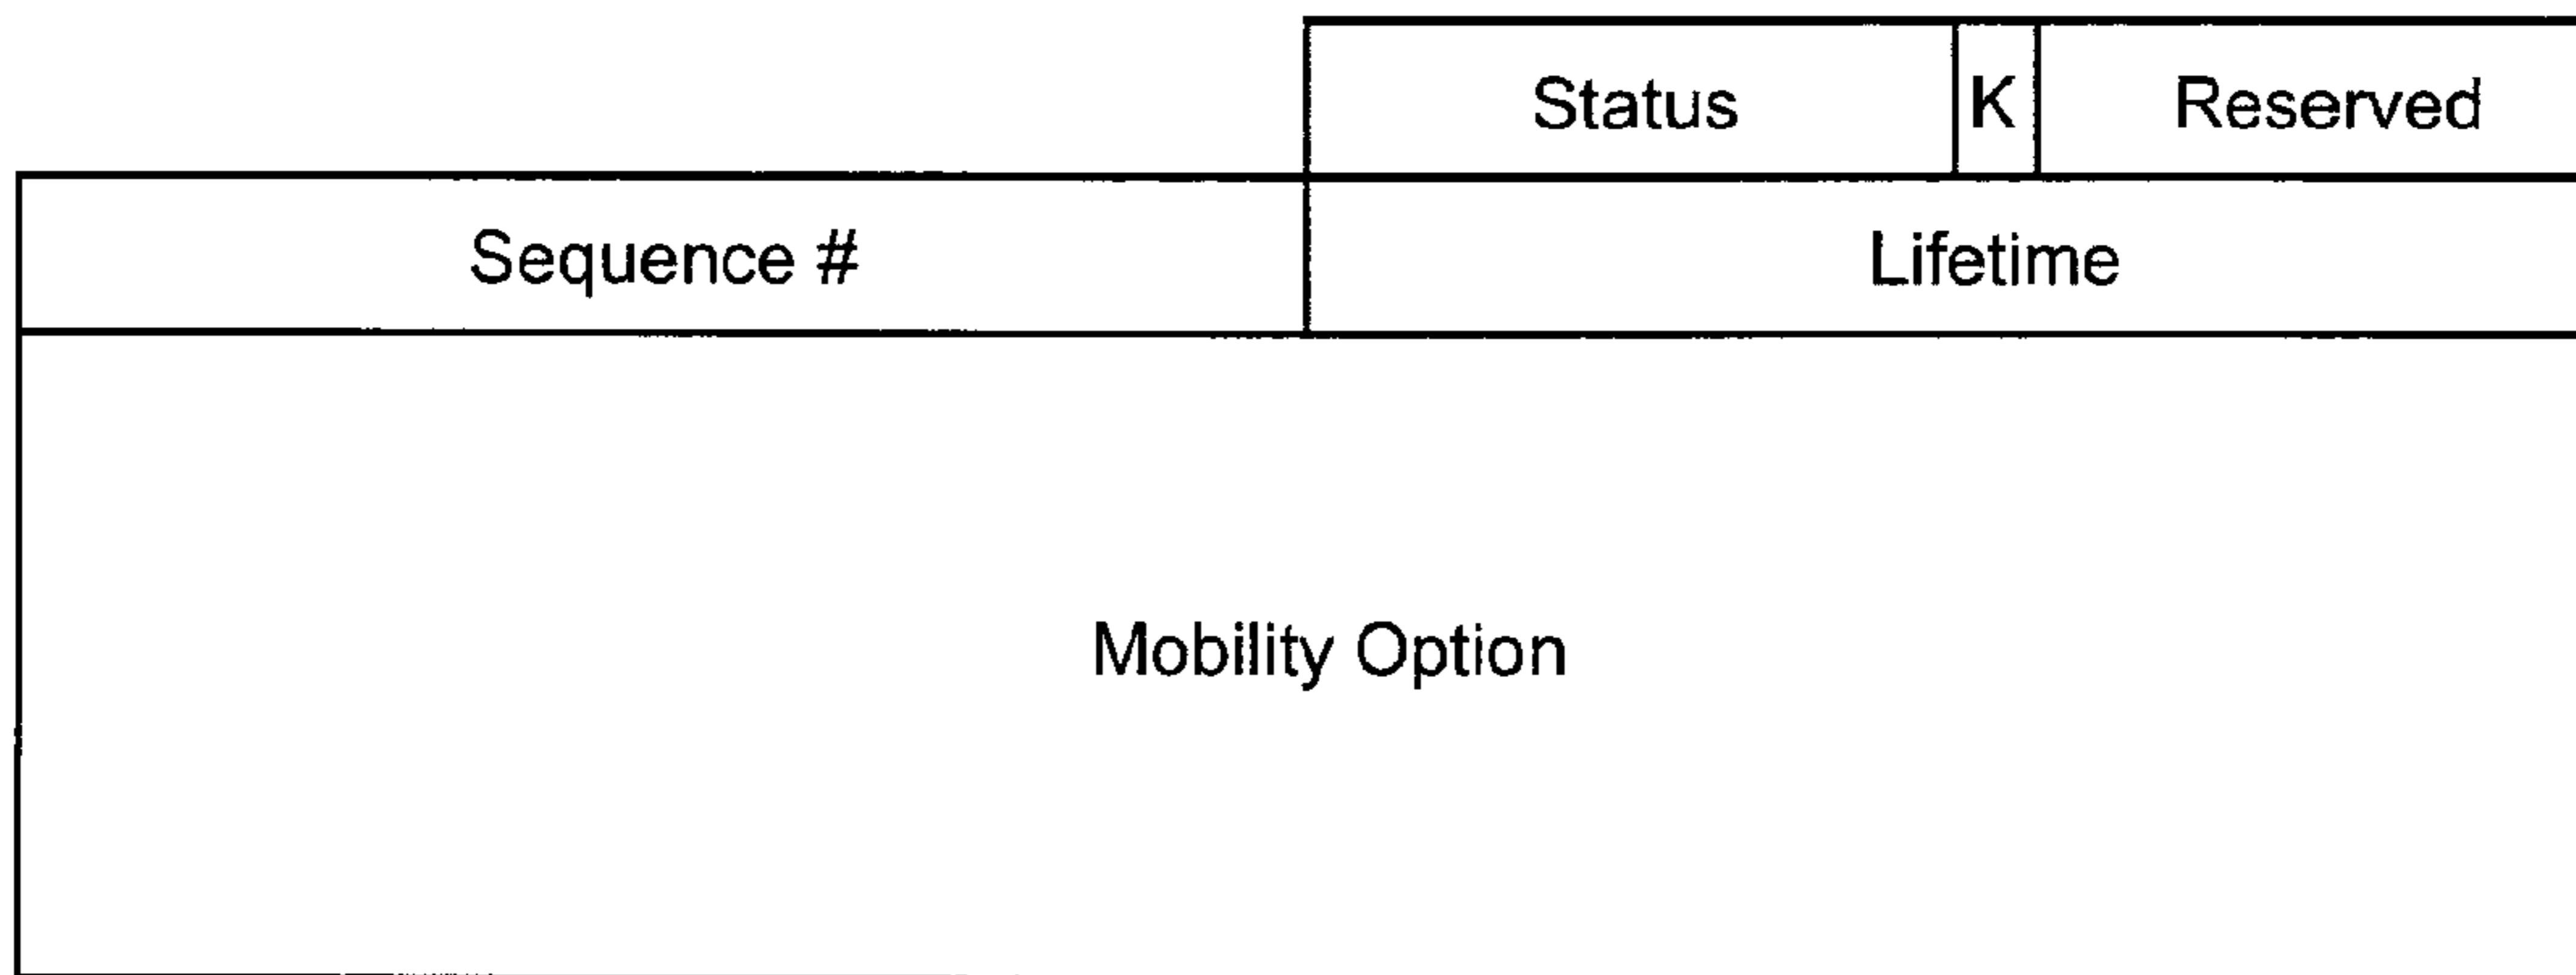 Status K Reserved
Sequence # Lifetime
Mobility Option